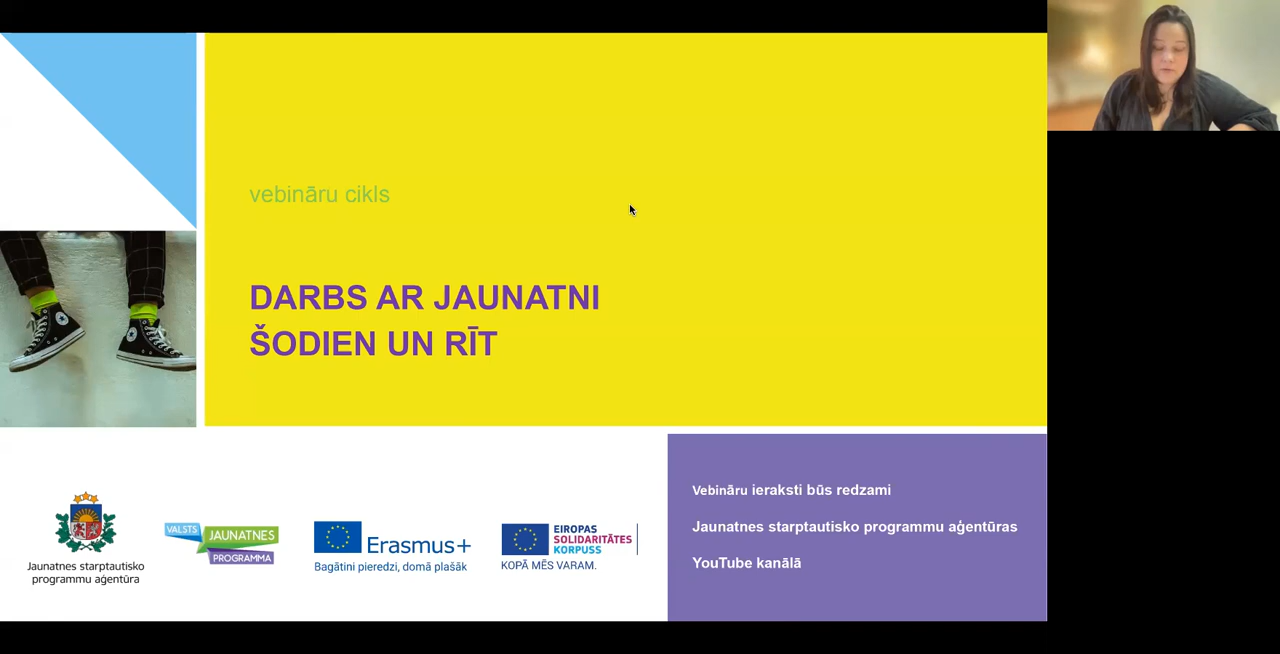 vebināru cikls
DARBS AR JAUNATNI
ŠODIEN UN RĪT
Vebināru ieraksti būs redzami
Jaunatnes starptautisko programmu aģentūras
YouTube kanālā
Jaunatnes starptautisko
programmu aģentūra
VALSTS
JAUNATNES
PROGRAMMA
Erasmus+
Bagātini pieredzi, domā plašāk
EIROPAS
SOLIDARITĀTES
KORPUSS
KOPĀ MĒS VARAM.